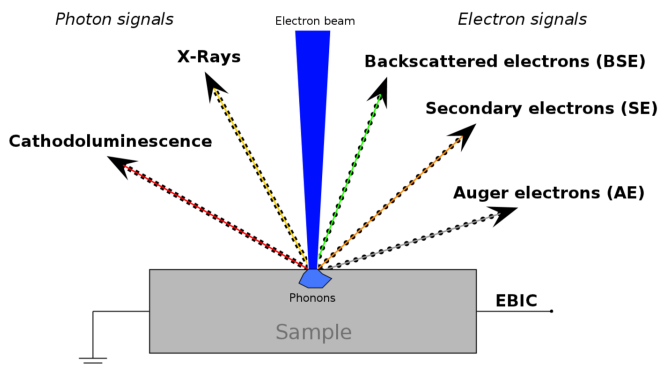 Photon signals
Electron beam
Electron signals
X-Rays
Backscattered electrons (BSE)
Secondary electrons (SE)
Cathodoluminescence
Auger electrons (AE)
Phonons
EBIC
Sample